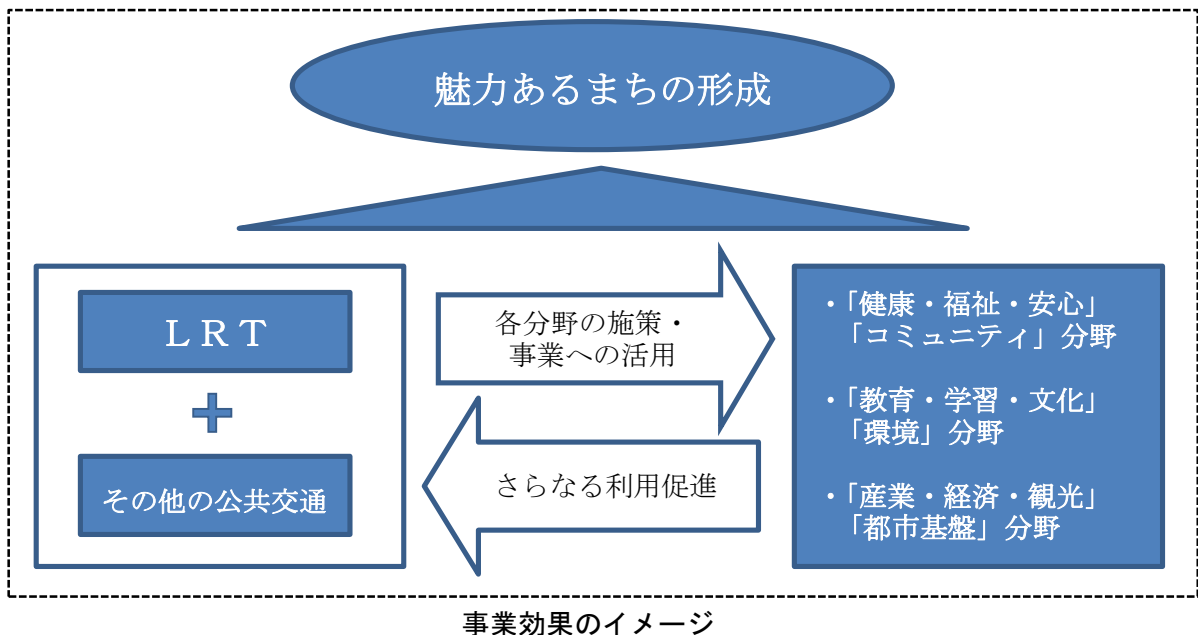 魅力あるまちの形成
ＬＲＴ
その他の公共交通
各分野の施策・
事業への活用
さらなる利用促進
・「健康・福祉・安心」
「コミュニティ」分野
・「教育・学習・文化」
「環境」分野
・「産業・経済・観光」
「都市基盤」分野
事業効果のイメージ